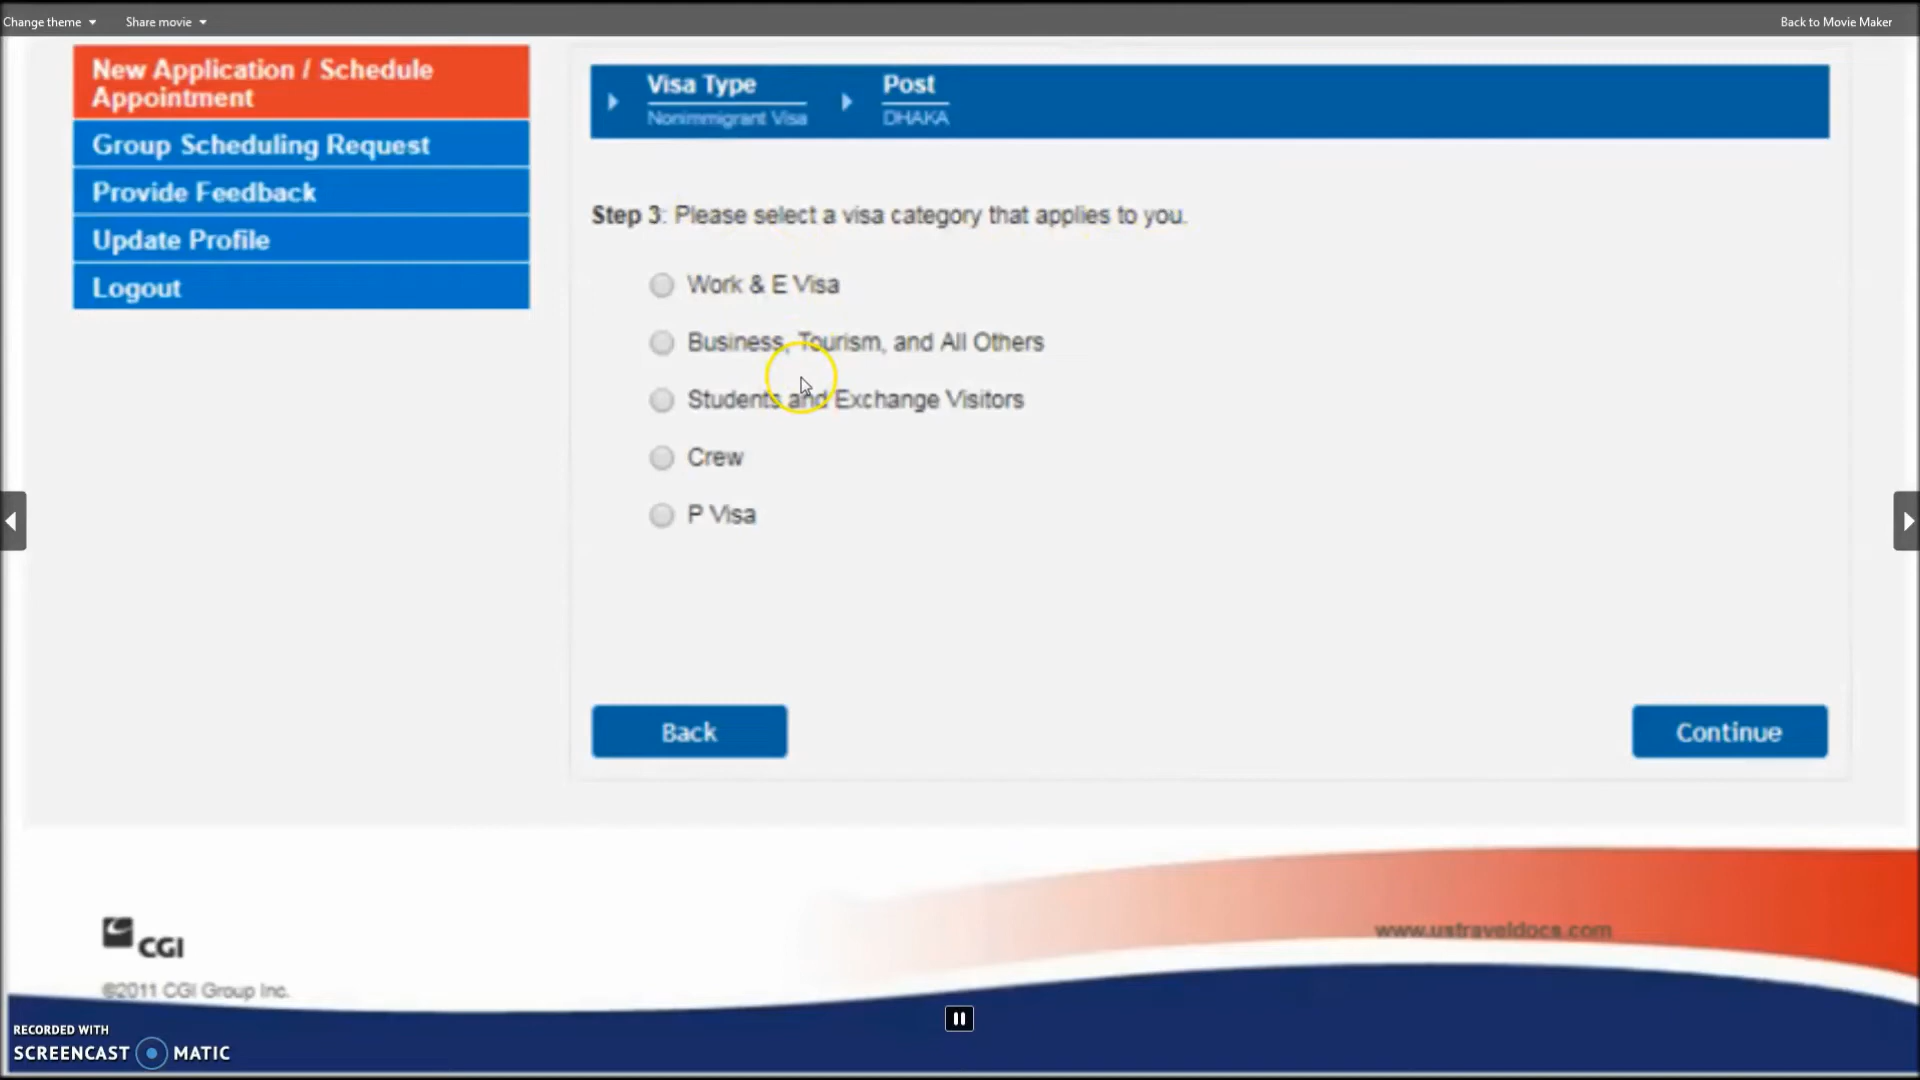 Change theme
Share movie
Back to Movie Maker
New Application / Schedule
Appointment
Group Scheduling Request
Provide Feedback
Update Profile
Logout
Visa Type
Nonimmigrant Visa
Post
DHAKA
Step 3: Please select a visa category that applies to you.
Work & E Visa
Business, Tourism, and All Others
Students and Exchange Visitors
Crew
P Visa
Back
Continue
www.ustraveldocs.com
CGI
©2011 CGI Group Inc.
RECORDED WITH
SCREENCAST MATIC